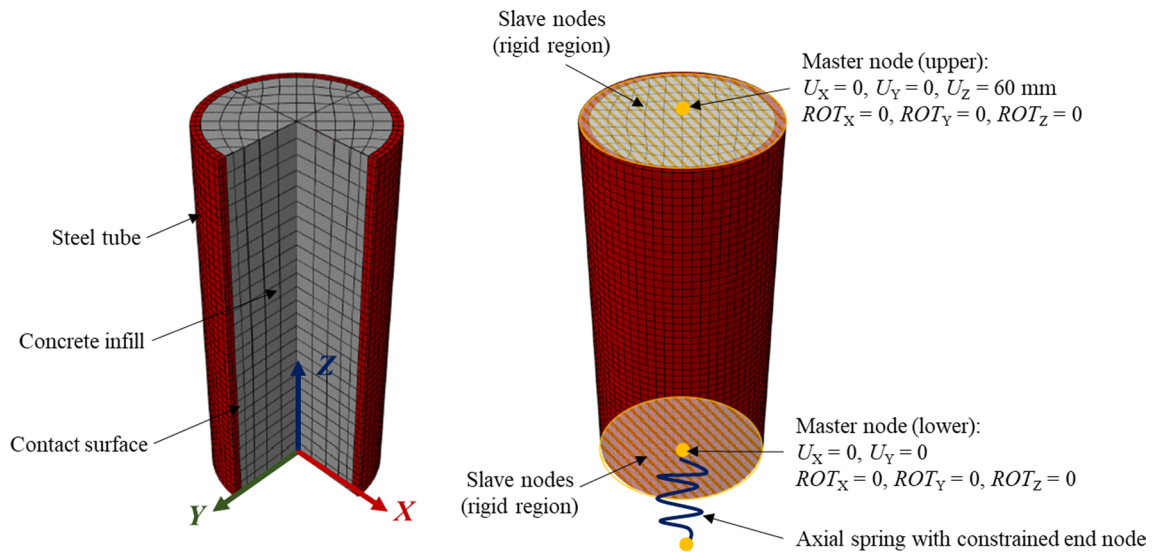 Steel tube
Concrete infill
Contact surface
Z
Y
X
Slave nodes
(rigid region)
Master node (upper):
UX = 0, UY = 0, UZ = 60 mm
ROTX = 0, ROTY = 0, ROTZ = 0
Master node (lower):
UX = 0, UY = 0
ROTX = 0, ROTY = 0, ROTZ = 0
Slave nodes
(rigid region)
Axial spring with constrained end node